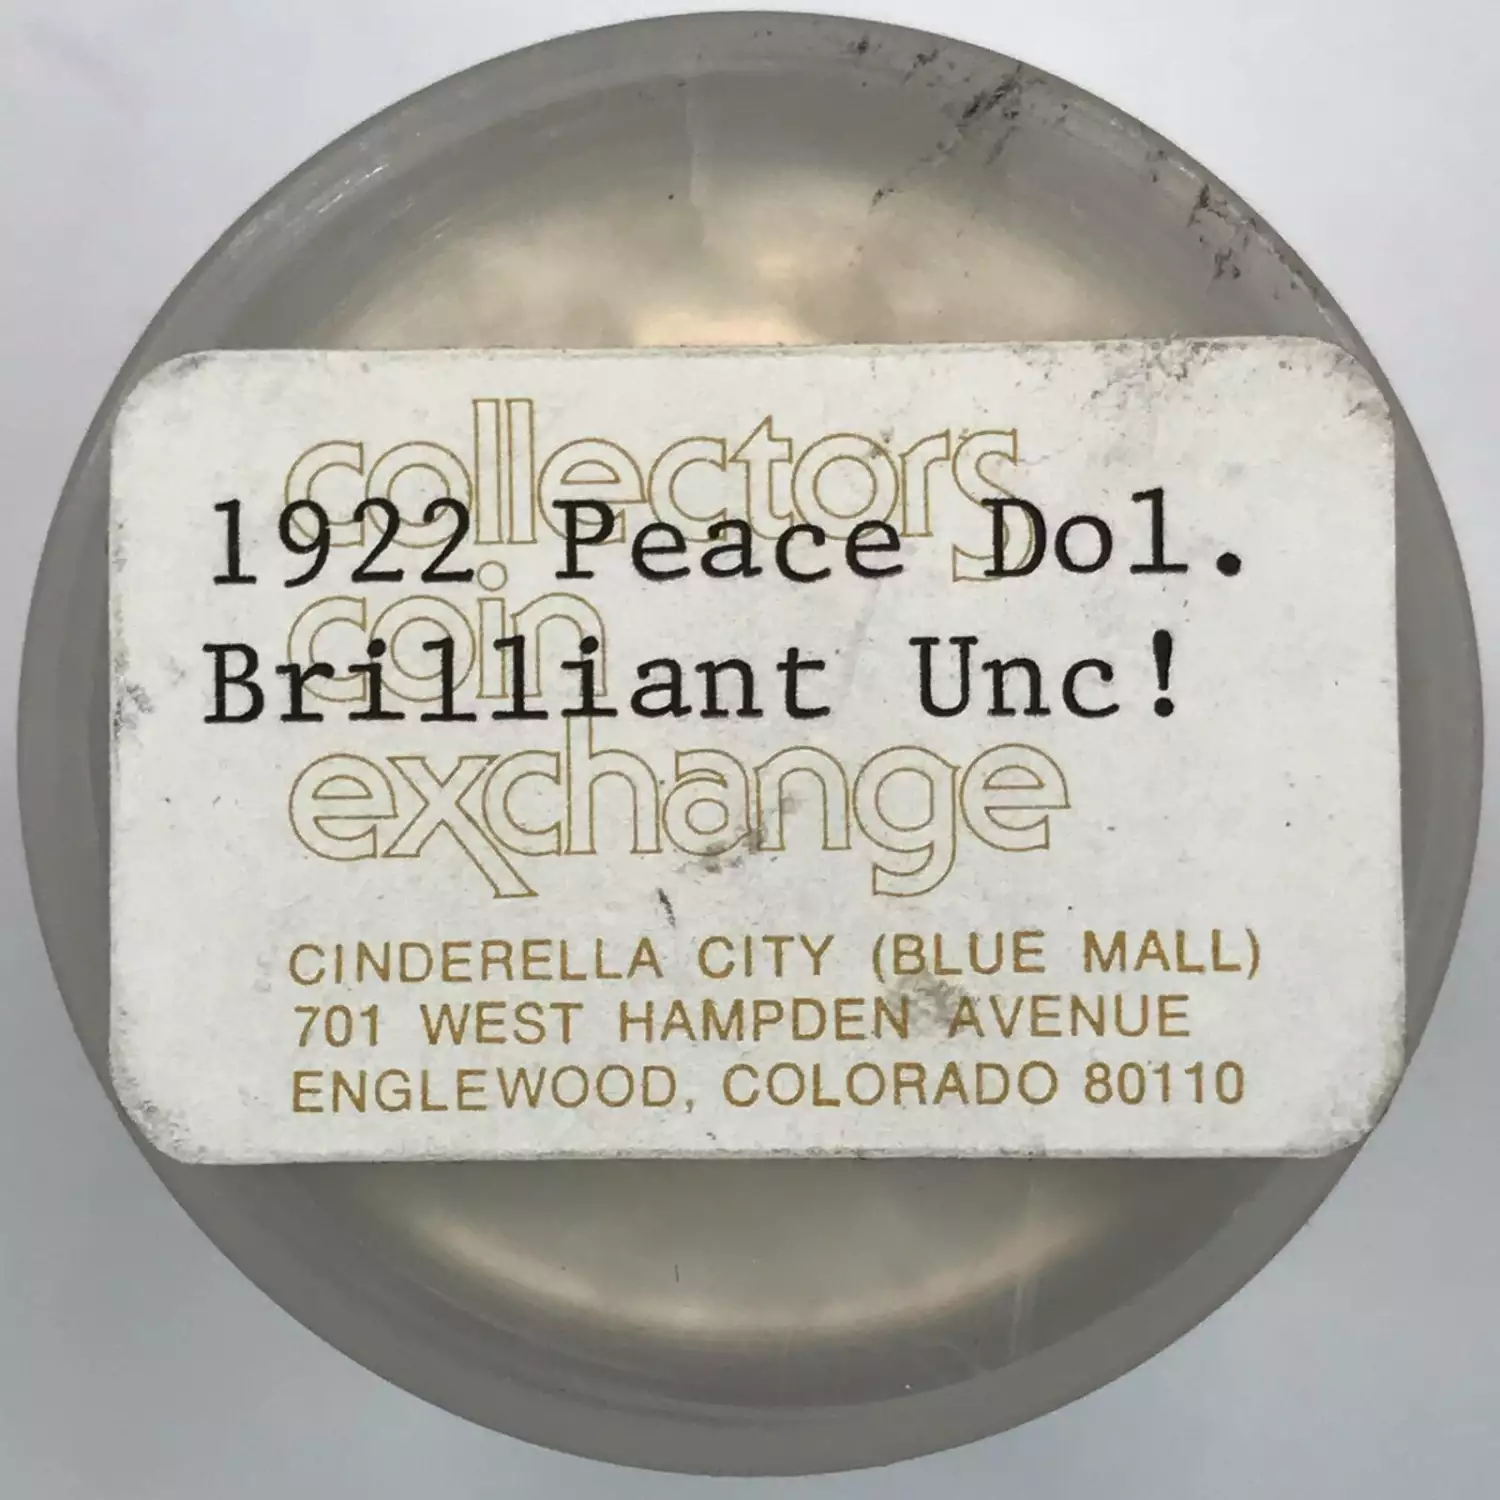 collectors
1922 Peace Dol.
coin
Brilliant Unc!
exchange
CINDERELLA CITY (BLUE MALL)
701 WEST HAMPDEN AVENUE
ENGLEWOOD, COLORADO 80110